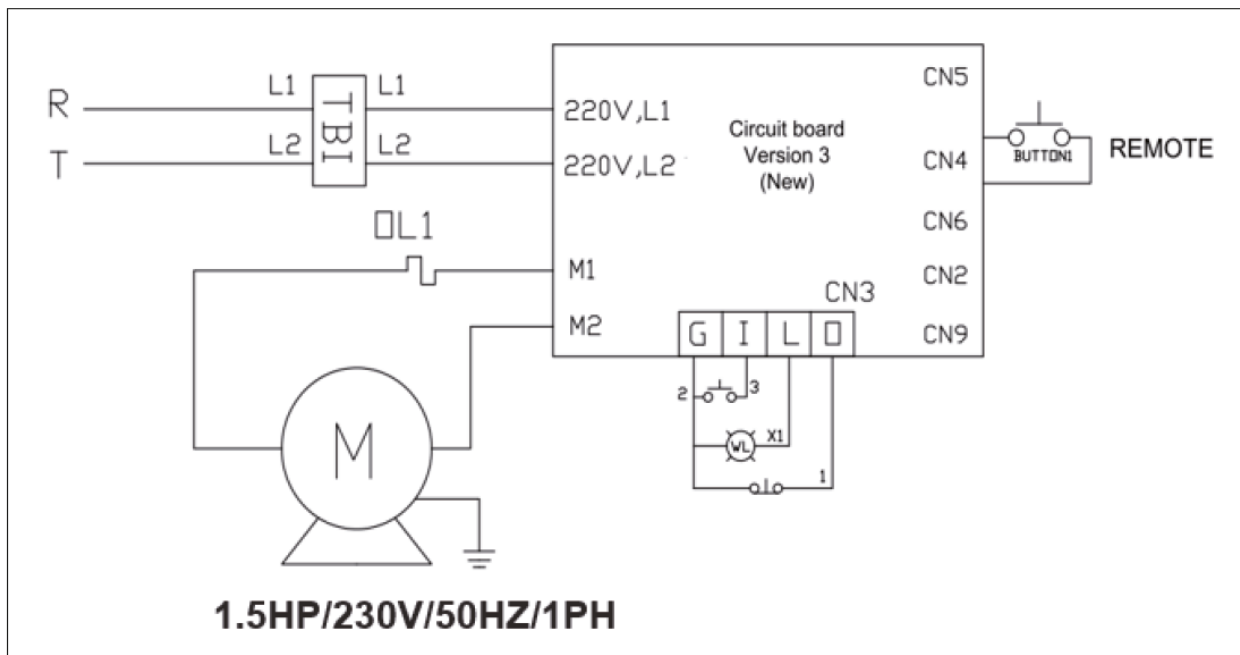 R
L1
L1
TB1
220V,L1
T
L2
L2
220V,L2
Circuit board
Version 3
(New)
CN5
CN4
BUTTON1
REMOTE
CN6
CN2
CN9
OL1
M1
M2
CN3
G I L O
2
3
WL
X1
1
M
1.5HP/230V/50HZ/1PH